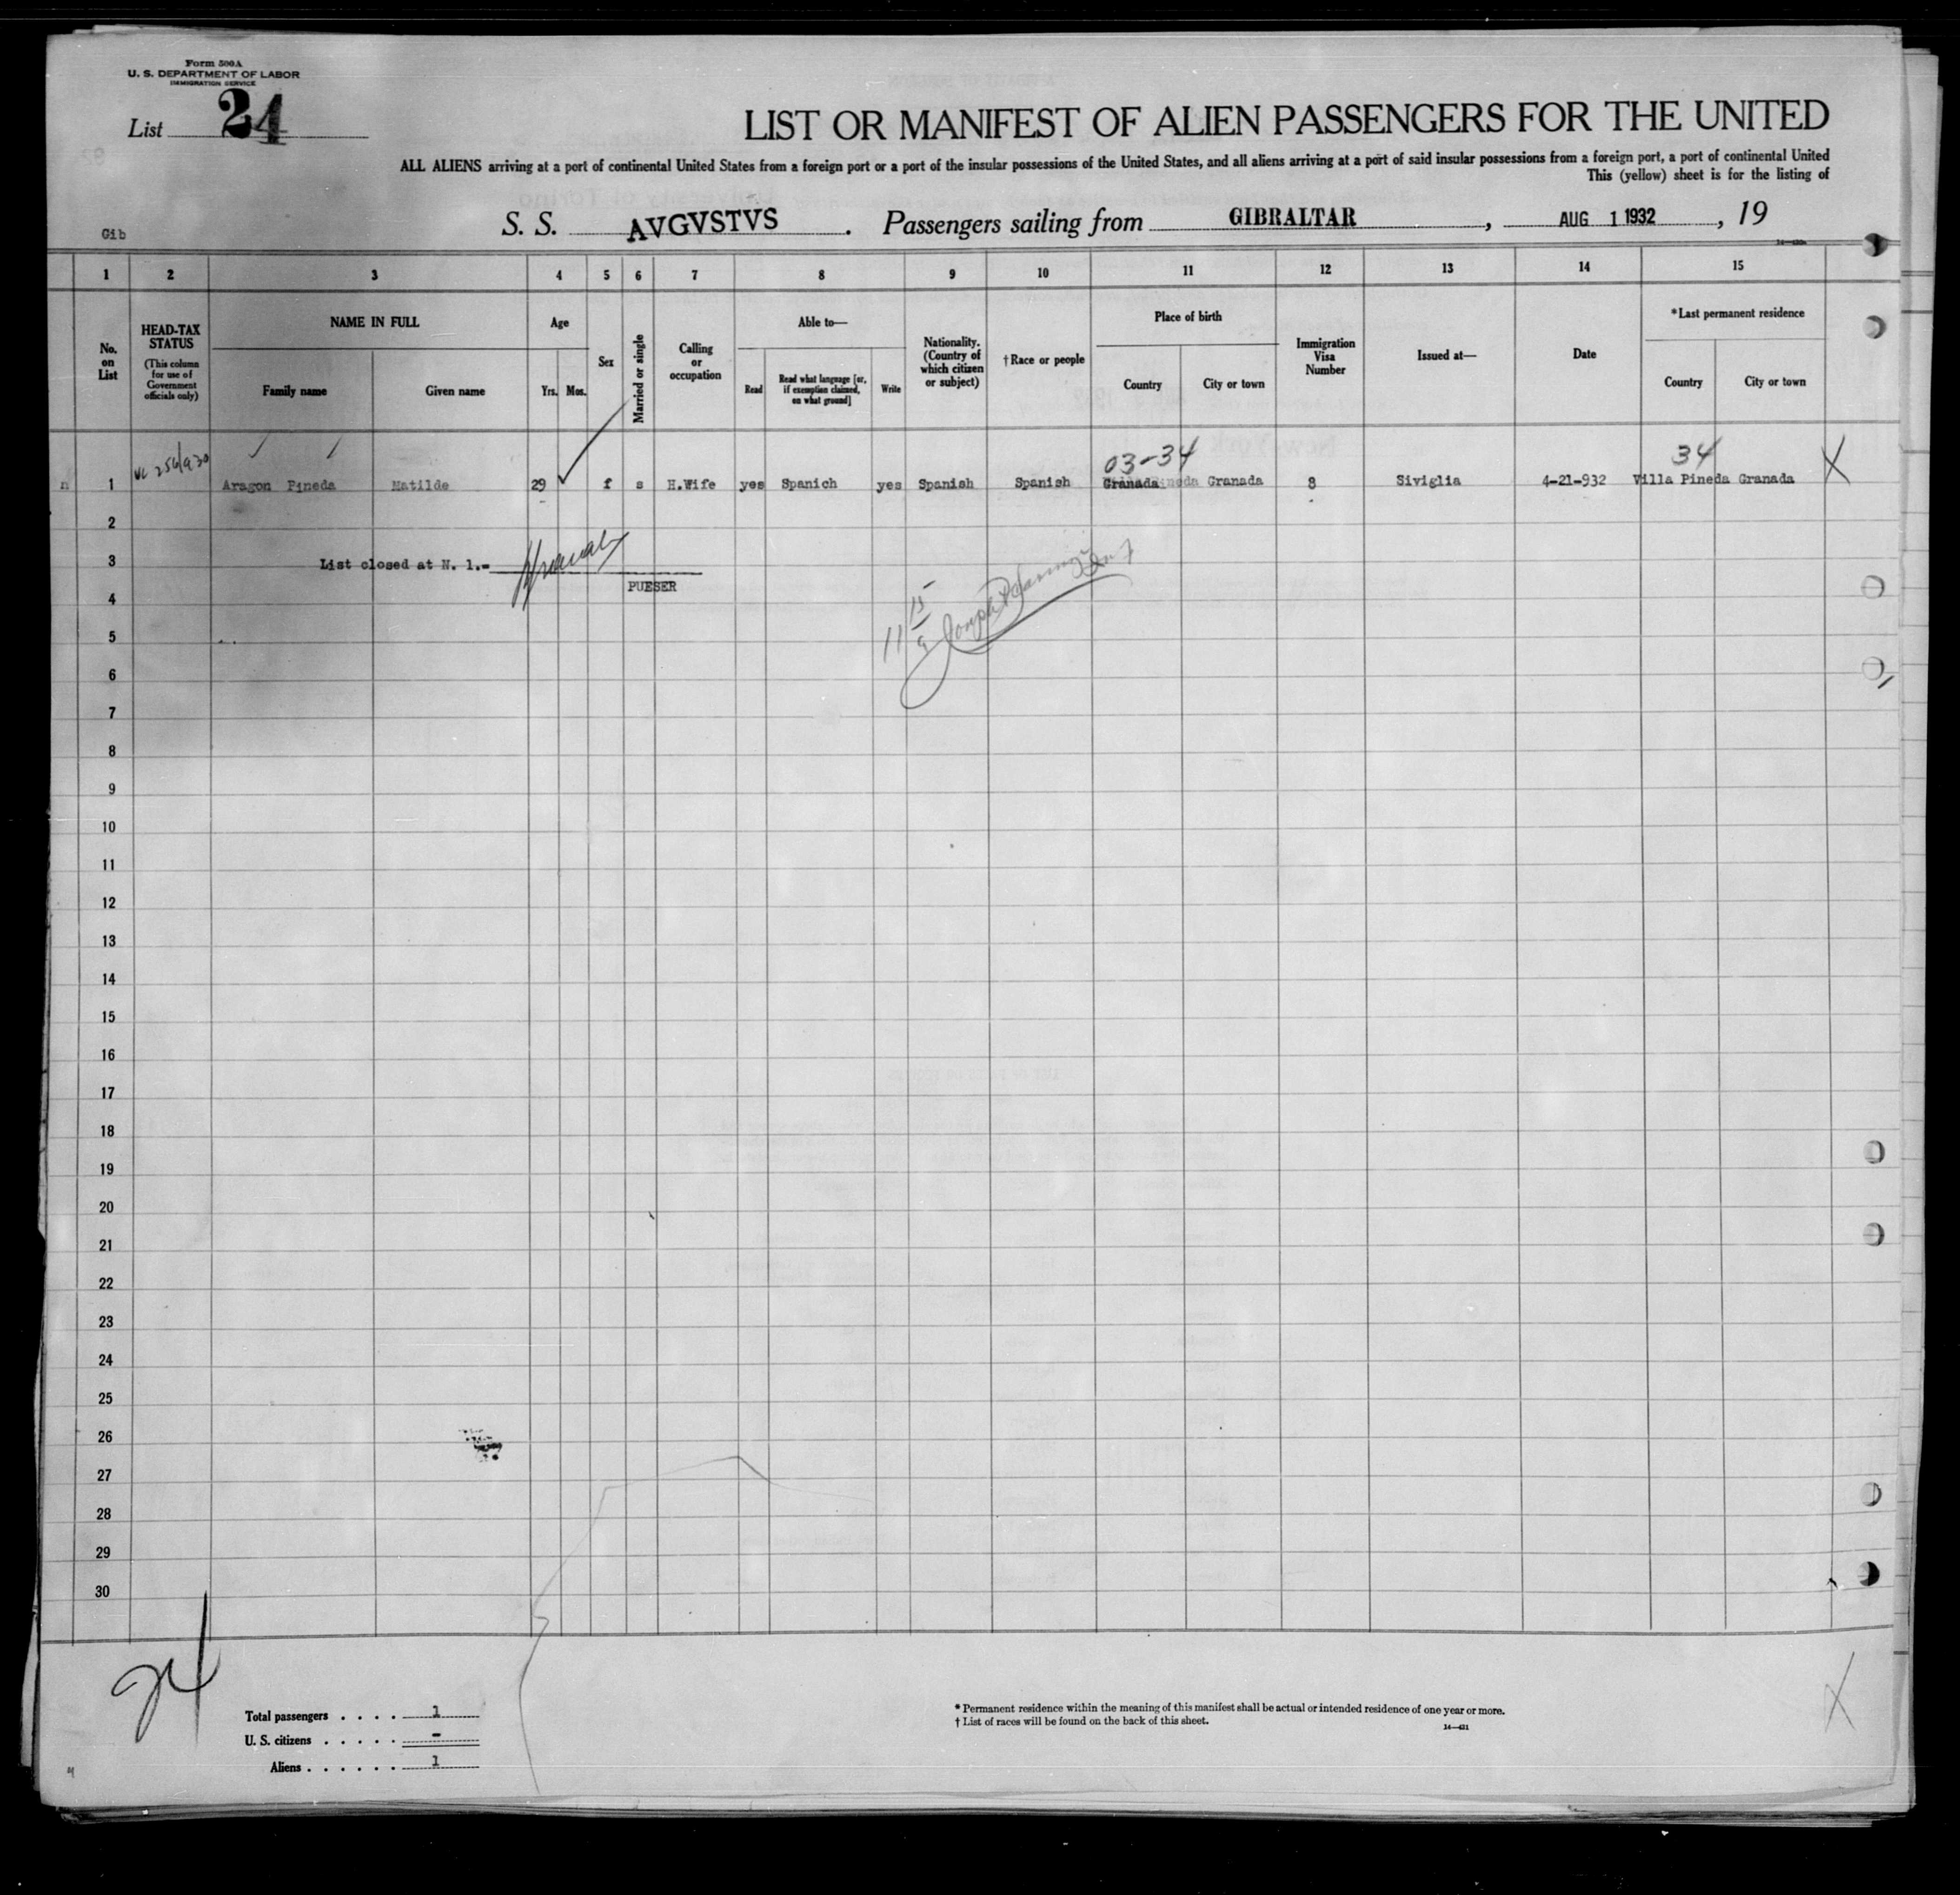 Form 500A
U. S. DEPARTMENT OF LABOR
IMMIGRATION SERVICE
List 24
LIST OR MANIFEST OF ALIEN PASSENGERS FOR THE UNITED
ALL ALIENS arriving at a port of continental United States from a foreign port or a port of the insular possessions of the United States, and all aliens arriving at a port of said insular possessions from a foreign port, a port of continental United
This (yellow) sheet is for the listing of
Gib
S. S. AVGVSTVS . Passengers sailing from GIBRALTAR , AUG 1 1932 , 19
1 2 3 4 5 6 7 8 9 10 11 12 13 14 15
No. on List
HEAD-TAX STATUS
(This column for use of Government officials only)
NAME IN FULL
Family name
Given name
Age
Yrs. Mos.
Sex
Married or single
Calling or occupation
Able to—
Read
Read what language [or, if exemption claimed, on what ground]
Write
Nationality. (Country of which citizen or subject)
†Race or people
Place of birth
Country
City or town
Immigration Visa Number
Issued at—
Date
*Last permanent residence
Country
City or town
03-34
34
n 1 Aragon Pineda Matilde 29 f s H.Wife yes Spanich yes Spanish Spanish Granada Granada 8 Siviglia 4-21-932 Villa Pineda Granada X
2
3 List closed at N. 1.-
PUESER
4
5
6
7
8
9
10
11
12
13
14
15
16
17
18
19
20
21
22
23
24
25
26
27
28
29
30
24
Total passengers . . . . 1
U. S. citizens . . . . . -
Aliens . . . . . . 1
* Permanent residence within the meaning of this manifest shall be actual or intended residence of one year or more.
† List of races will be found on the back of this sheet.
14—421
X